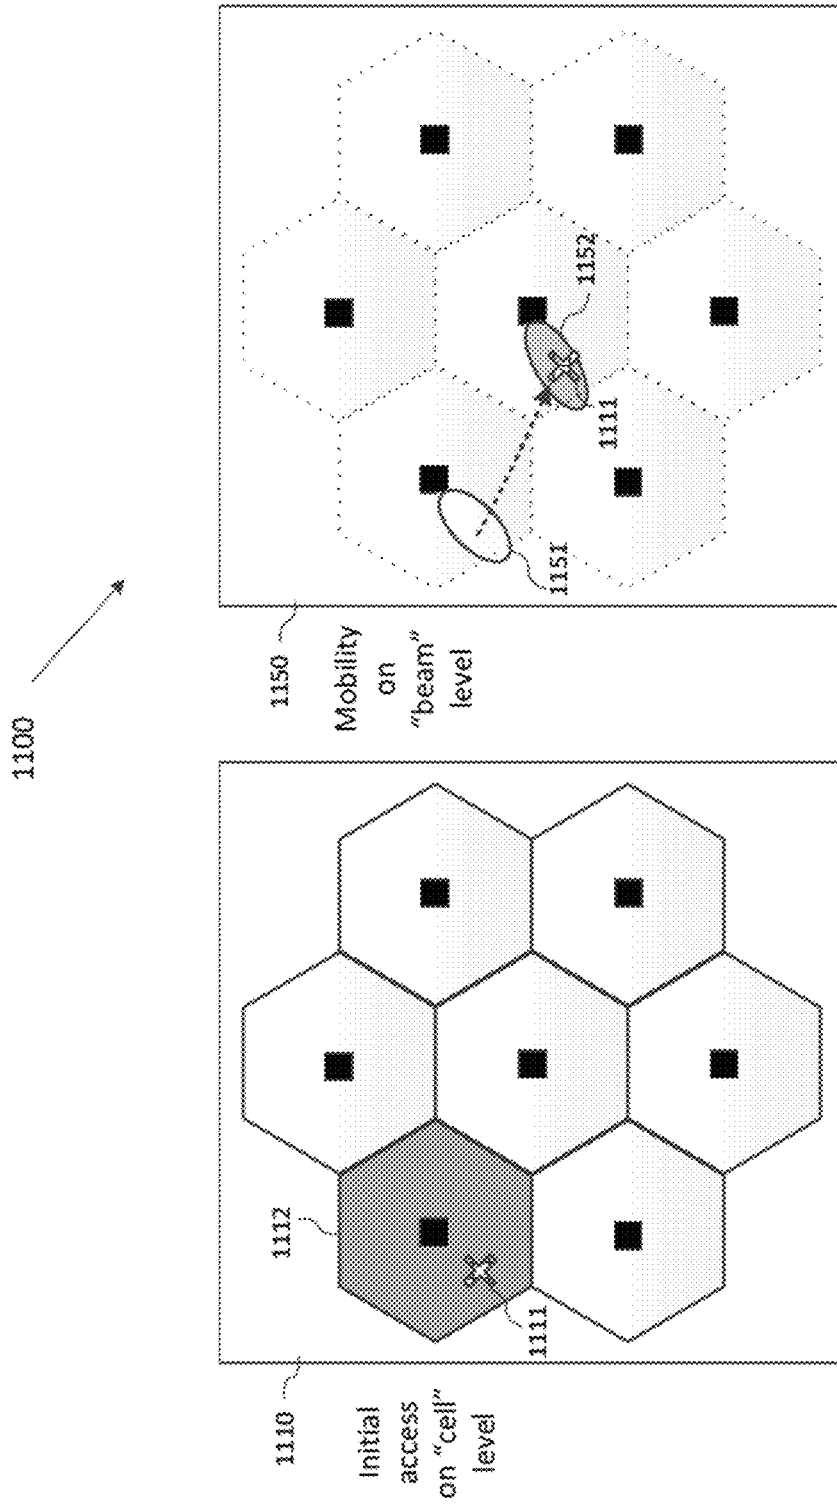 1100
1110
Initial
access
on "cell"
level
1112
1111
1150
Mobility
on
"beam"
level
1151
1111
1152